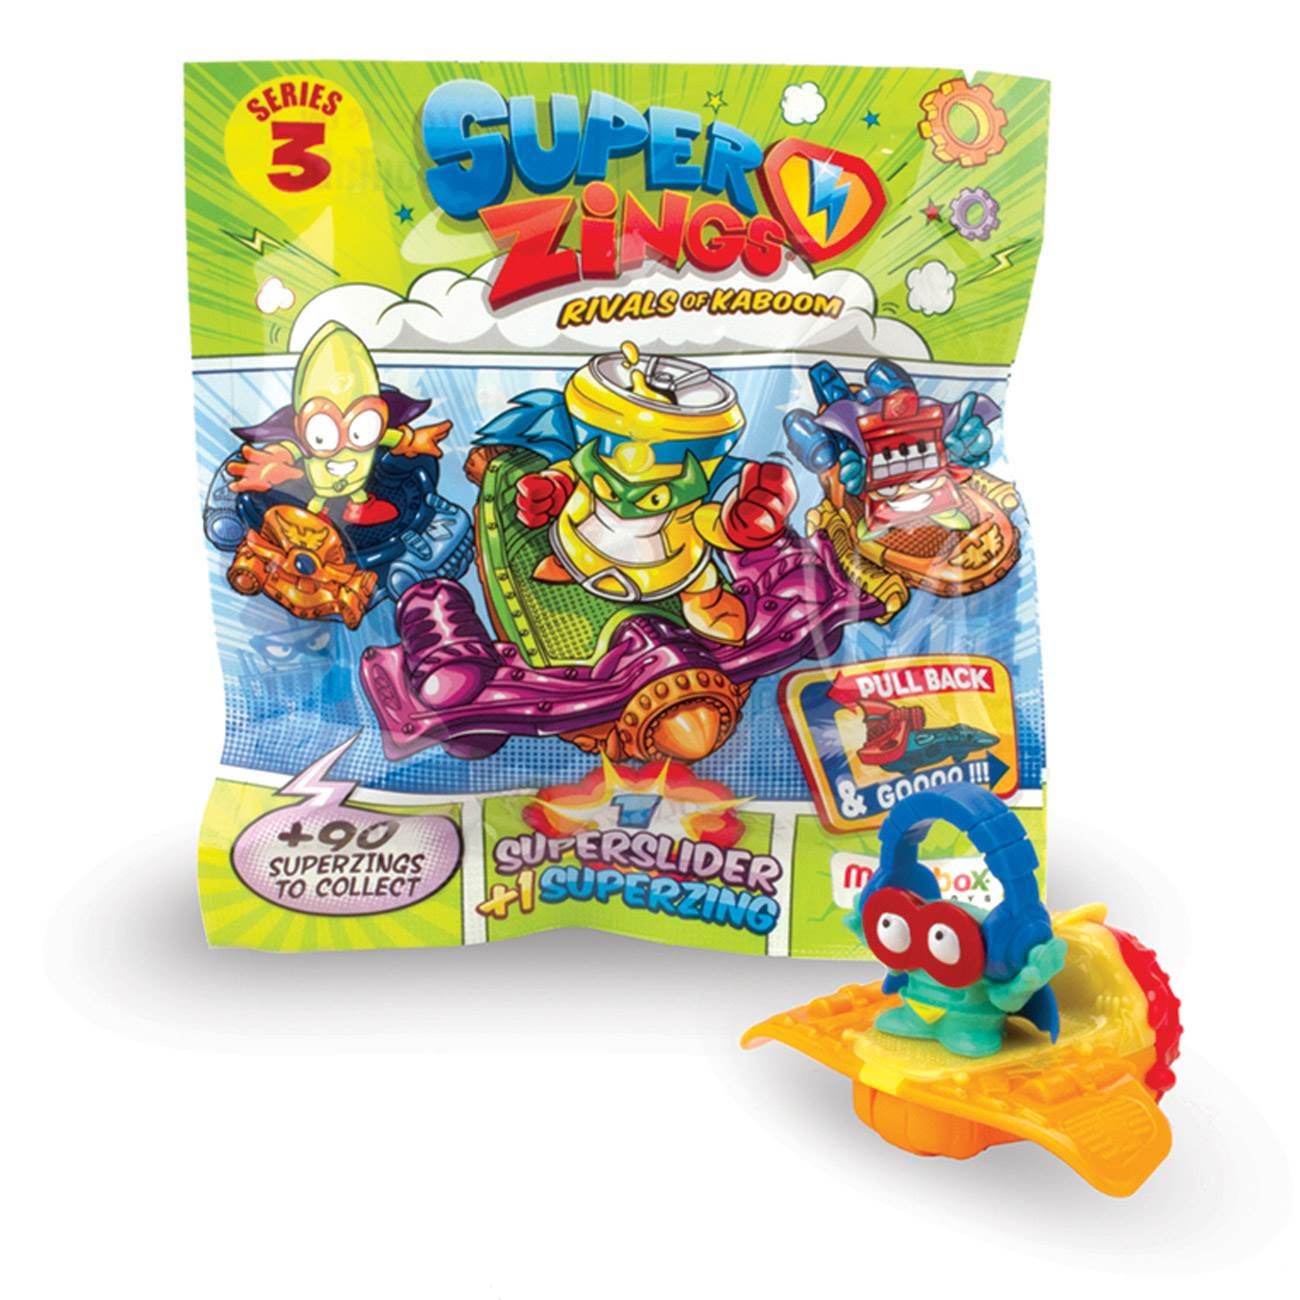 SERIES
3
SUPER
ZINGS
RIVALS OF KABOOM
PULL BACK
& GOOOO!!!
+90
SUPERZINGS
TO COLLECT
1
SUPERSLIDER
+1 SUPERZING